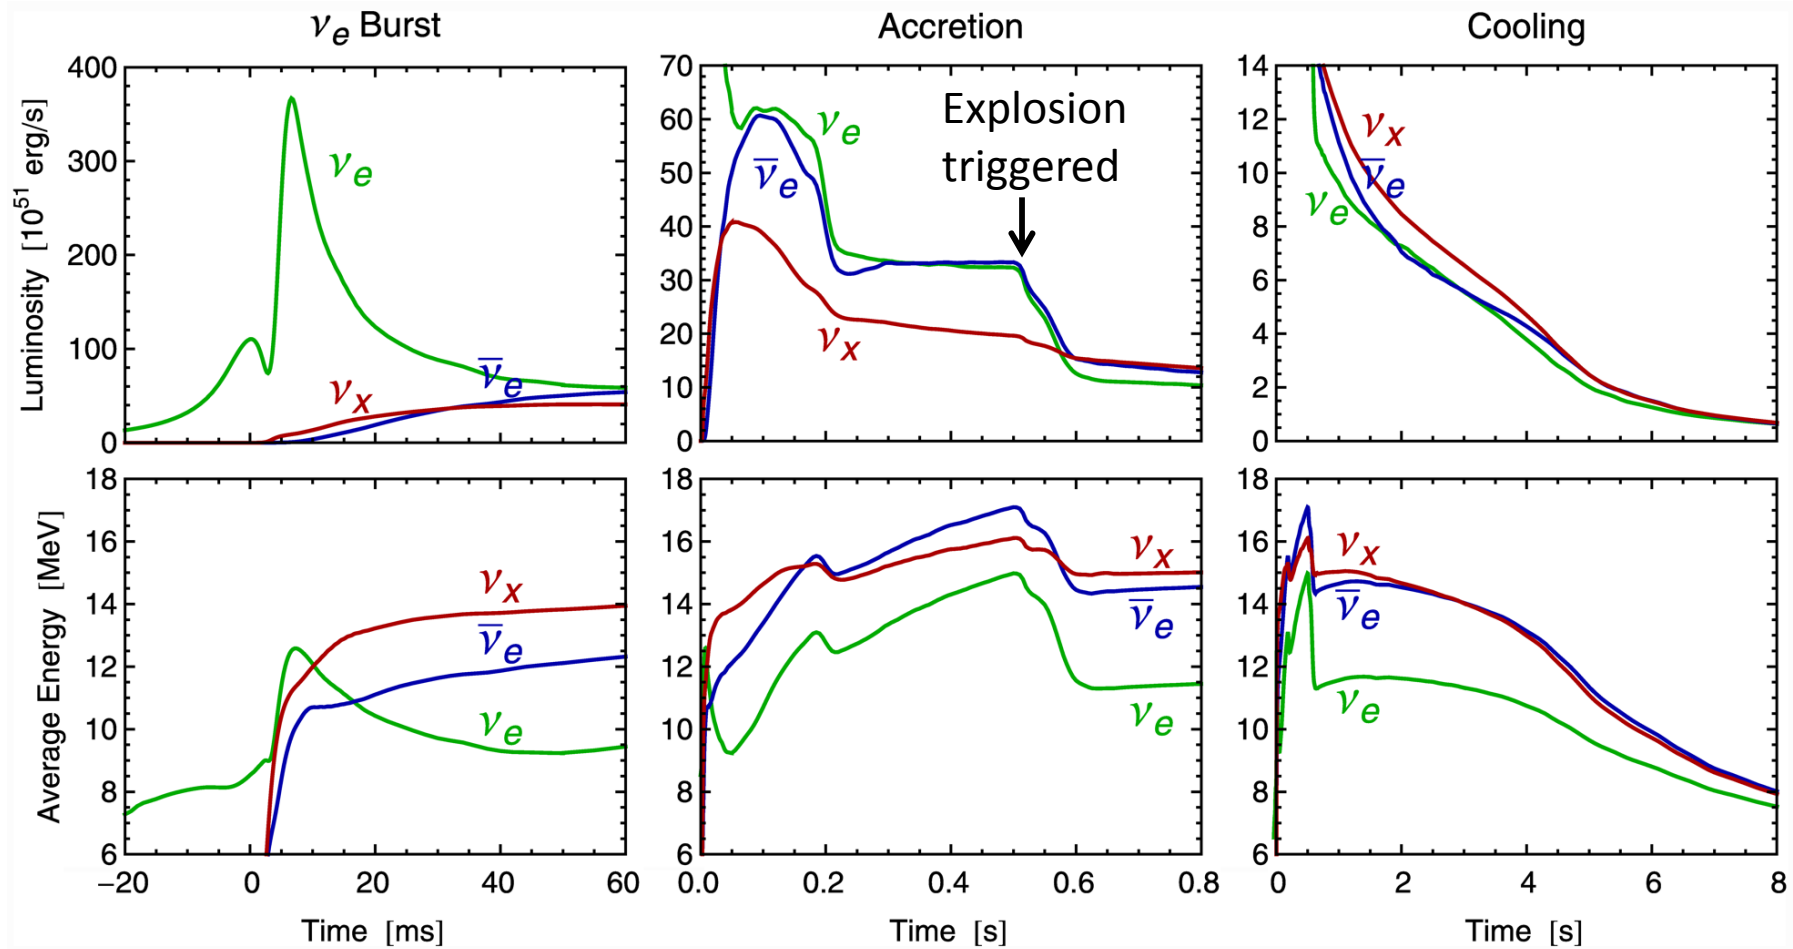 νe Burst
Accretion
Cooling
Luminosity [10^51 erg/s]
400
300
200
100
0
νe
νx
ν̅e
70
60
50
40
30
20
10
0
νe
ν̅e
νx
Explosion
triggered
14
12
10
8
6
4
2
0
νx
ν̅e
νe
Average Energy [MeV]
18
16
14
12
10
8
6
νx
ν̅e
νe
−20 0 20 40 60
Time [ms]
18
16
14
12
10
8
6
νx
ν̅e
νe
0.0 0.2 0.4 0.6 0.8
Time [s]
18
16
14
12
10
8
6
νx
ν̅e
νe
0 2 4 6 8
Time [s]